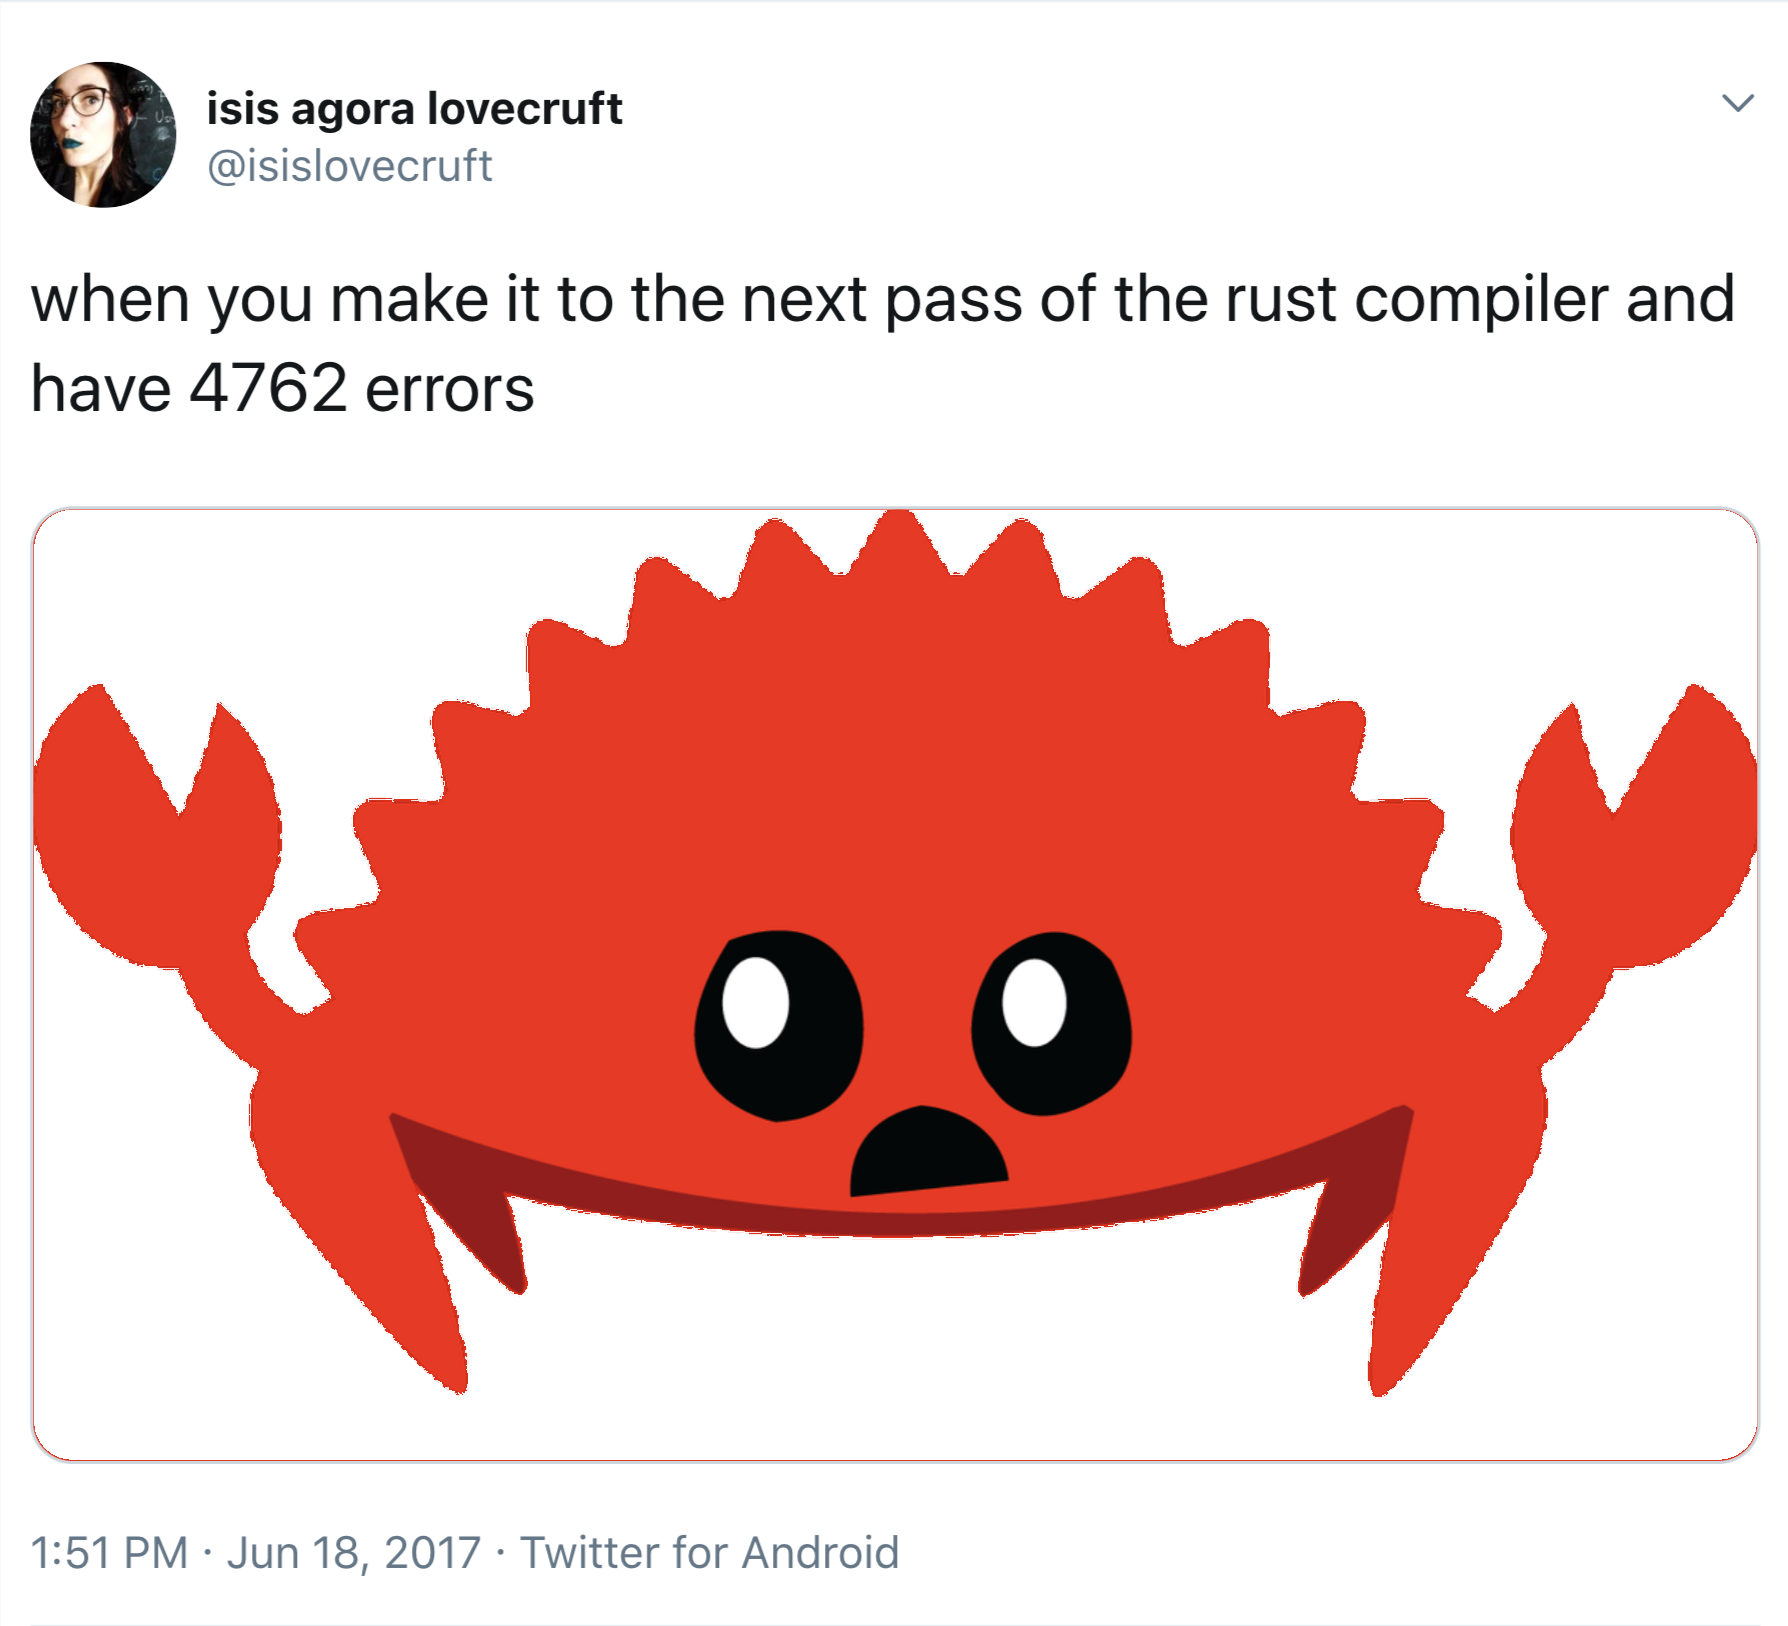 isis agora lovecruft
@isislovecruft
when you make it to the next pass of the rust compiler and
have 4762 errors
1:51 PM · Jun 18, 2017 · Twitter for Android